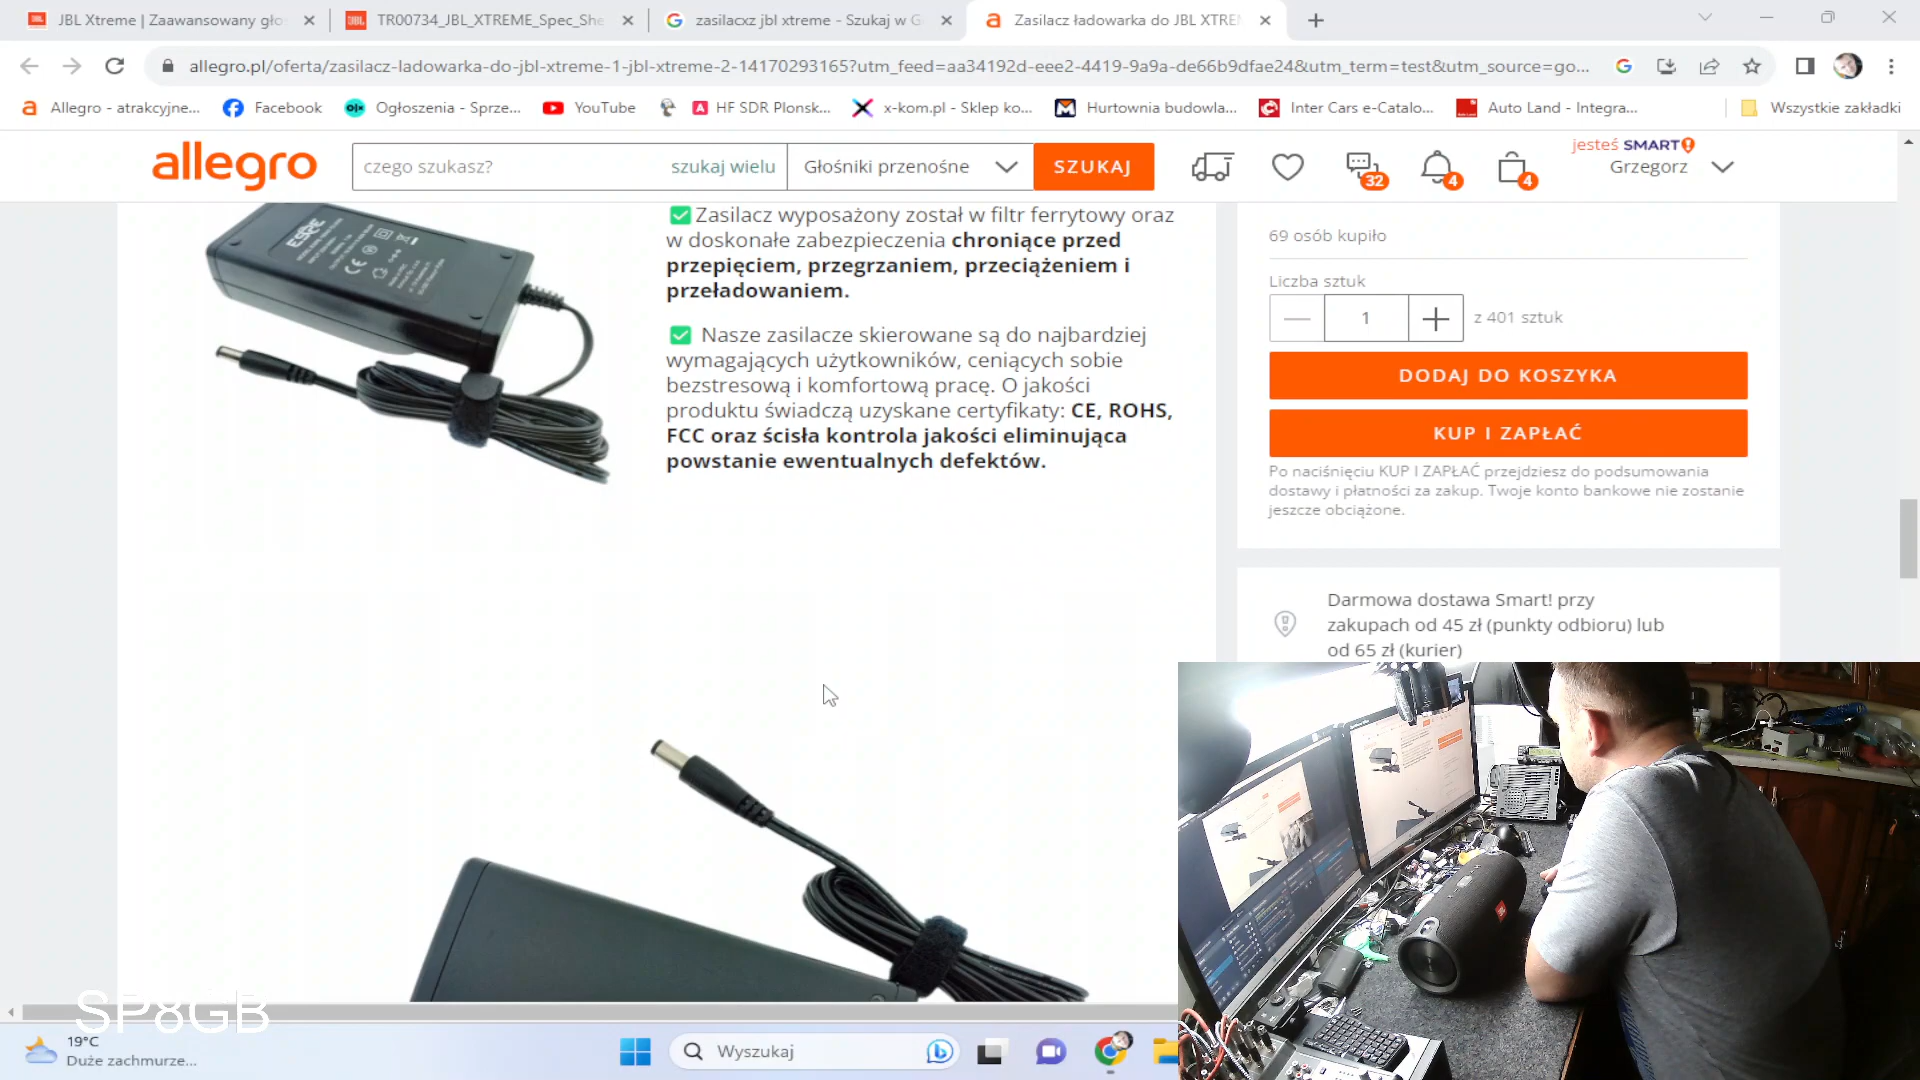 JBL Xtreme | Zaawansowany gło
TR00734_JBL_XTREME_Spec_She
zasilacxz jbl xtreme - Szukaj w G
Zasilacz ładowarka do JBL XTRE
allegro.pl/oferta/zasilacz-ladowarka-do-jbl-xtreme-1-jbl-xtreme-2-14170293165?utm_feed=aa34192d-eee2-4419-9a9a-de66b9dfae24&utm_term=test&utm_source=go...
Allegro - atrakcyjne...
Facebook
Ogłoszenia - Sprze...
YouTube
HF SDR Plonsk...
x-kom.pl - Sklep ko...
Hurtownia budowla...
Inter Cars e-Catalo...
Auto Land - Integra...
Wszystkie zakładki
allegro
czego szukasz?
szukaj wielu
Głośniki przenośne
SZUKAJ
32
4
4
jesteś SMART!
Grzegorz
ESPE
CE
Zasilacz wyposażony został w filtr ferrytowy oraz
w doskonałe zabezpieczenia chroniące przed
przepięciem, przegrzaniem, przeciążeniem i
przeładowaniem.
Nasze zasilacze skierowane są do najbardziej
wymagających użytkowników, ceniących sobie
bezstresową i komfortową pracę. O jakości
produktu świadczą uzyskane certyfikaty: CE, ROHS,
FCC oraz ścisła kontrola jakości eliminująca
powstanie ewentualnych defektów.
69 osób kupiło
Liczba sztuk
1
z 401 sztuk
DODAJ DO KOSZYKA
KUP I ZAPŁAĆ
Po naciśnięciu KUP I ZAPŁAĆ przejdziesz do podsumowania
dostawy i płatności za zakup. Twoje konto bankowe nie zostanie
jeszcze obciążone.
Darmowa dostawa Smart! przy
zakupach od 45 zł (punkty odbioru) lub
od 65 zł (kurier)
SP8GB
19°C
Duże zachmurze...
Wyszukaj